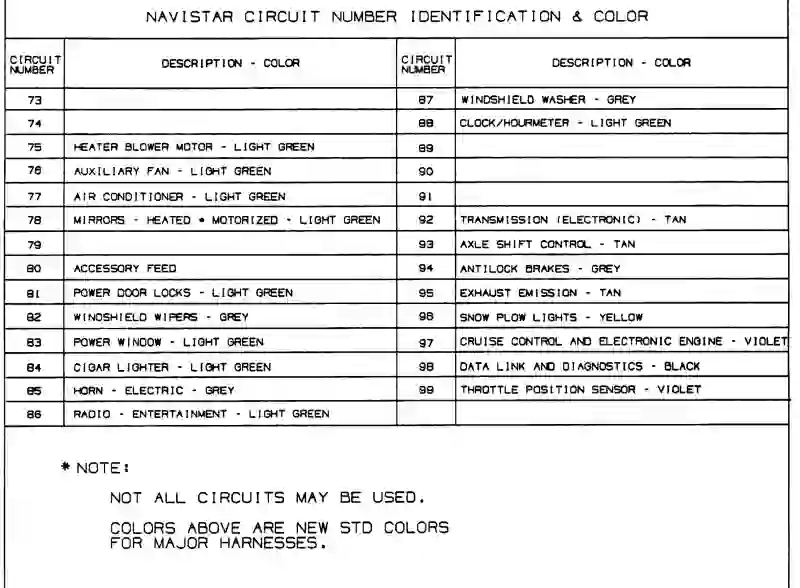 NAVISTAR CIRCUIT NUMBER IDENTIFICATION & COLOR
CIRCUIT NUMBER DESCRIPTION - COLOR CIRCUIT NUMBER DESCRIPTION - COLOR
73 87 WINDSHIELD WASHER - GREY
74 88 CLOCK/HOURMETER - LIGHT GREEN
75 HEATER BLOWER MOTOR - LIGHT GREEN 89
76 AUXILIARY FAN - LIGHT GREEN 90
77 AIR CONDITIONER - LIGHT GREEN 91
78 MIRRORS - HEATED * MOTORIZED - LIGHT GREEN 92 TRANSMISSION (ELECTRONIC) - TAN
79 93 AXLE SHIFT CONTROL - TAN
80 ACCESSORY FEED 94 ANTILOCK BRAKES - GREY
81 POWER DOOR LOCKS - LIGHT GREEN 95 EXHAUST EMISSION - TAN
82 WINDSHIELD WIPERS - GREY 96 SNOW PLOW LIGHTS - YELLOW
83 POWER WINDOW - LIGHT GREEN 97 CRUISE CONTROL AND ELECTRONIC ENGINE - VIOLET
84 CIGAR LIGHTER - LIGHT GREEN 98 DATA LINK AND DIAGNOSTICS - BLACK
85 HORN - ELECTRIC - GREY 99 THROTTLE POSITION SENSOR - VIOLET
86 RADIO - ENTERTAINMENT - LIGHT GREEN
* NOTE:
NOT ALL CIRCUITS MAY BE USED.
COLORS ABOVE ARE NEW STD COLORS
FOR MAJOR HARNESSES.